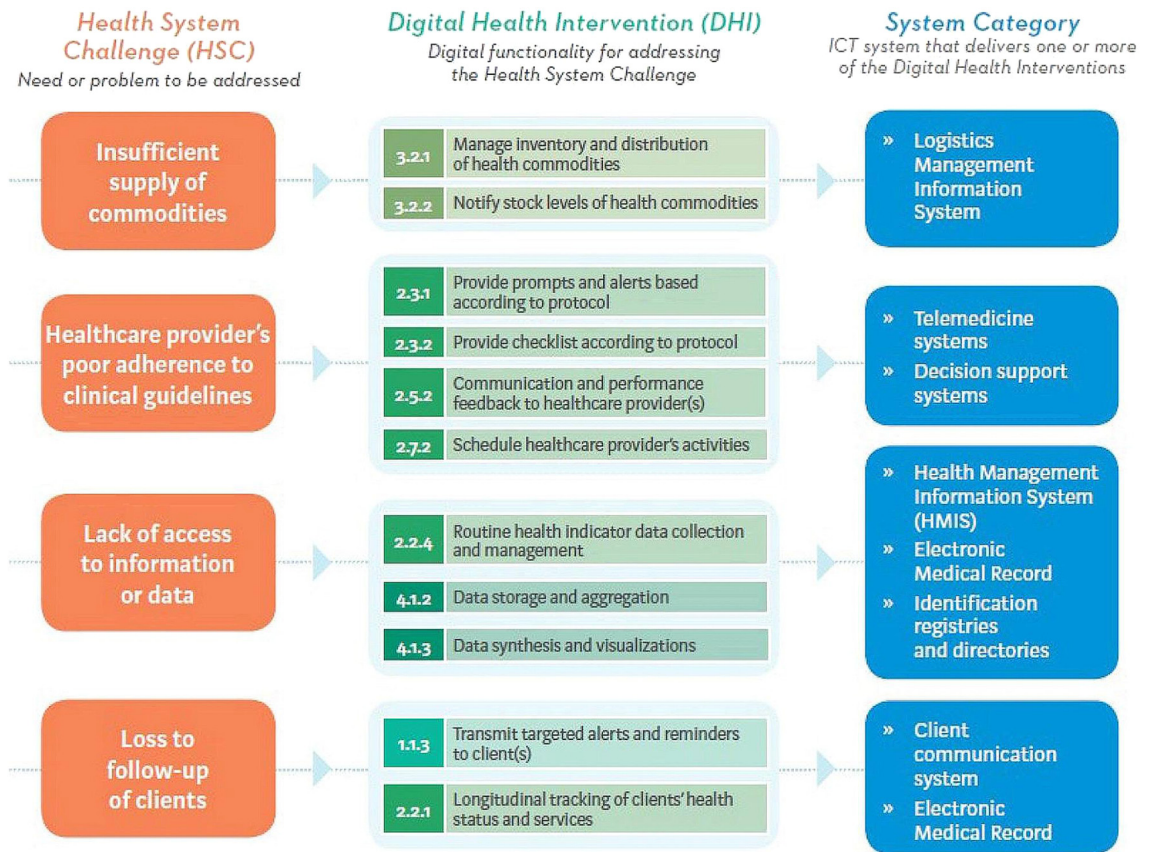 Health System
Challenge (HSC)
Need or problem to be addressed
Digital Health Intervention (DHI)
Digital functionality for addressing
the Health System Challenge
System Category
ICT system that delivers one or more
of the Digital Health Interventions
Insufficient
supply of
commodities
3.2.1 Manage inventory and distribution
of health commodities
3.2.2 Notify stock levels of health commodities
» Logistics
Management
Information
System
Healthcare provider's
poor adherence to
clinical guidelines
2.3.1 Provide prompts and alerts based
according to protocol
2.3.2 Provide checklist according to protocol
2.5.2 Communication and performance
feedback to healthcare provider(s)
2.7.2 Schedule healthcare provider's activities
» Telemedicine
systems
» Decision support
systems
Lack of access
to information
or data
2.2.4 Routine health indicator data collection
and management
4.1.2 Data storage and aggregation
4.1.3 Data synthesis and visualizations
» Health Management
Information System
(HMIS)
» Electronic
Medical Record
» Identification
registries
and directories
Loss to
follow-up
of clients
1.1.3 Transmit targeted alerts and reminders
to client(s)
2.2.1 Longitudinal tracking of clients' health
status and services
» Client
communication
system
» Electronic
Medical Record